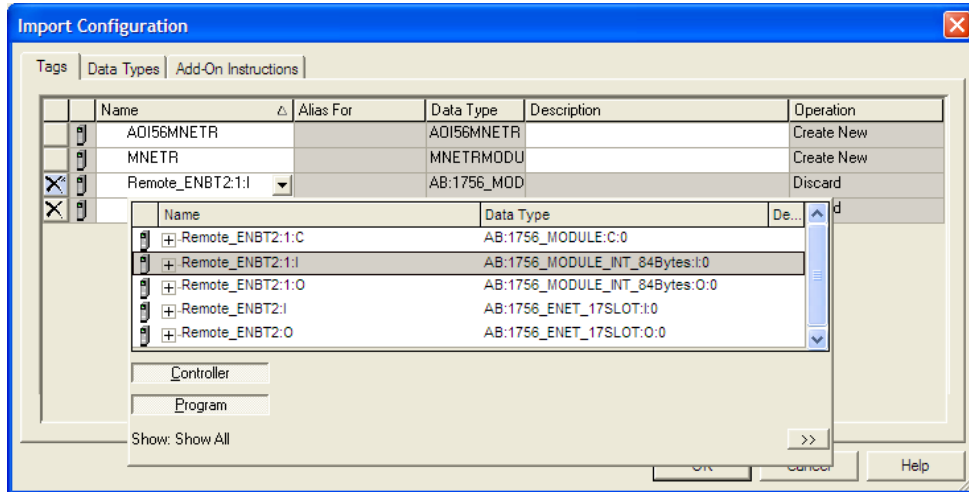 Import Configuration
Tags Data Types Add-On Instructions
Name Alias For Data Type Description Operation
AOI56MNETR AOI56MNETR Create New
MNETR MNETRMODU Create New
Remote_ENBT2:1:I AB:1756_MOD Discard
Name Data Type De...
Remote_ENBT2:1:C AB:1756_MODULE:C:0
Remote_ENBT2:1:I AB:1756_MODULE_INT_84Bytes:I:0
Remote_ENBT2:1:O AB:1756_MODULE_INT_84Bytes:O:0
Remote_ENBT2:I AB:1756_ENET_17SLOT:I:0
Remote_ENBT2:O AB:1756_ENET_17SLOT:O:0
Controller
Program
Show: Show All >>
OK Cancel Help